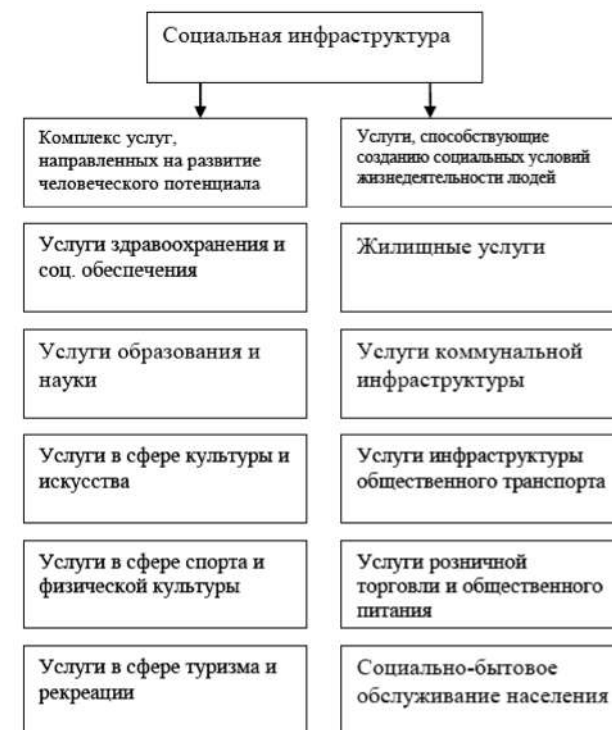 Социальная инфраструктура
Комплекс услуг,
направленных на развитие
человеческого потенциала
Услуги, способствующие
созданию социальных условий
жизнедеятельности людей
Услуги здравоохранения и
соц. обеспечения
Жилищные услуги
Услуги образования и
науки
Услуги коммунальной
инфраструктуры
Услуги в сфере культуры и
искусства
Услуги инфраструктуры
общественного транспорта
Услуги в сфере спорта и
физической культуры
Услуги розничной
торговли и общественного
питания
Услуги в сфере туризма и
рекреации
Социально-бытовое
обслуживание населения